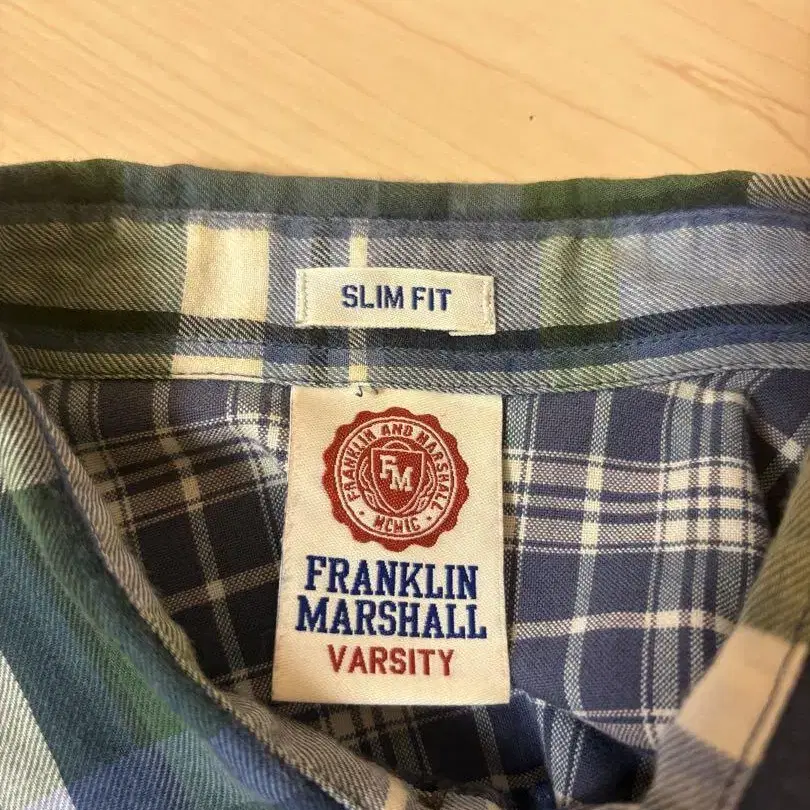 SLIM FIT
FRANKLIN AND MARSHALL
FM
MCMIC
FRANKLIN
MARSHALL
VARSITY